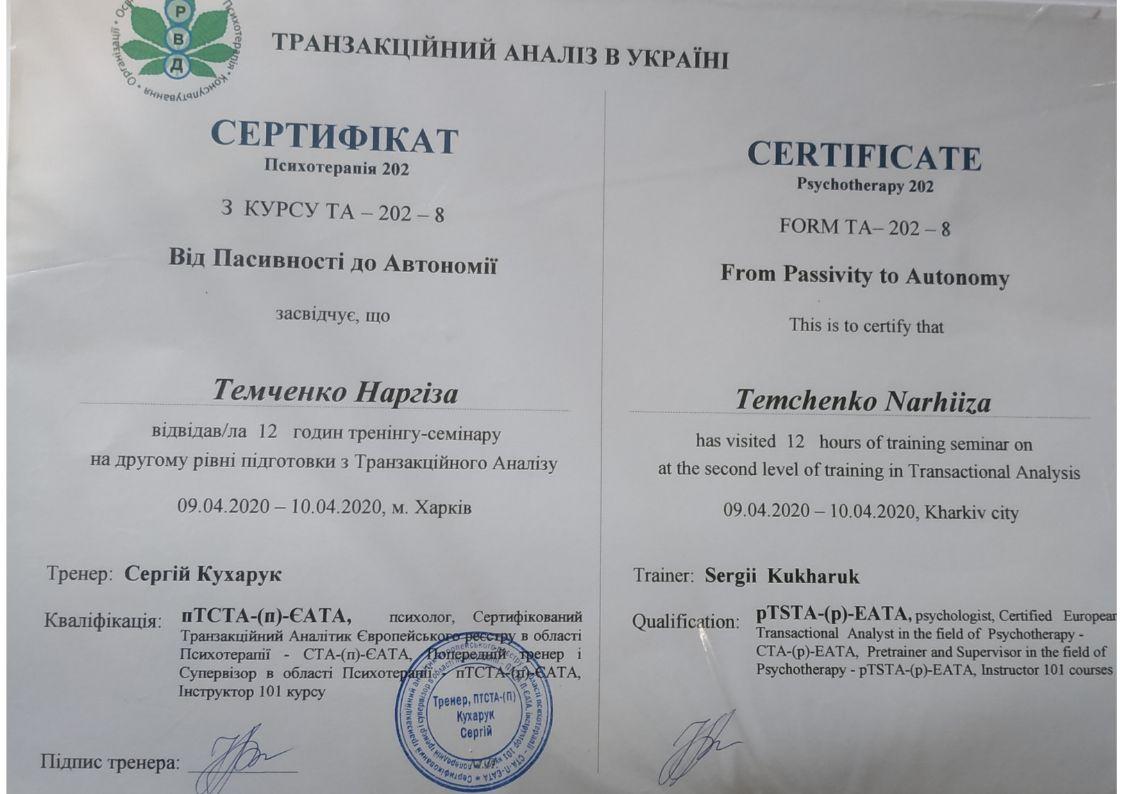 Р
В
Д
Організації • Психотерапія • Консультування •
ТРАНЗАКЦІЙНИЙ АНАЛІЗ В УКРАЇНІ
СЕРТИФІКАТ
Психотерапія 202
З КУРСУ ТА – 202 – 8
Від Пасивності до Автономії
засвідчує, що
Темченко Наргіза
відвідав/ла 12 годин тренінгу-семінару
на другому рівні підготовки з Транзакційного Аналізу
09.04.2020 – 10.04.2020, м. Харків
Тренер: Сергій Кухарук
Кваліфікація: пТСТА-(п)-ЄАТА, психолог, Сертифікований
Транзакційний Аналітик Європейського реєстру в області
Психотерапії - СТА-(п)-ЄАТА, Попередній тренер і
Супервізор в області Психотерапії - пТСТА-(п)-ЄАТА,
Інструктор 101 курсу
Підпис тренера:
Тренер, ПТСТА-(П)
Кухарук
Сергій
CERTIFICATE
Psychotherapy 202
FORM TA– 202 – 8
From Passivity to Autonomy
This is to certify that
Temchenko Narhiiza
has visited 12 hours of training seminar on
at the second level of training in Transactional Analysis
09.04.2020 – 10.04.2020, Kharkiv city
Trainer: Sergii Kukharuk
Qualification: pTSTA-(p)-EATA, psychologist, Certified European
Transactional Analyst in the field of Psychotherapy -
CTA-(p)-EATA, Pretrainer and Supervisor in the field of
Psychotherapy - pTSTA-(p)-EATA, Instructor 101 courses